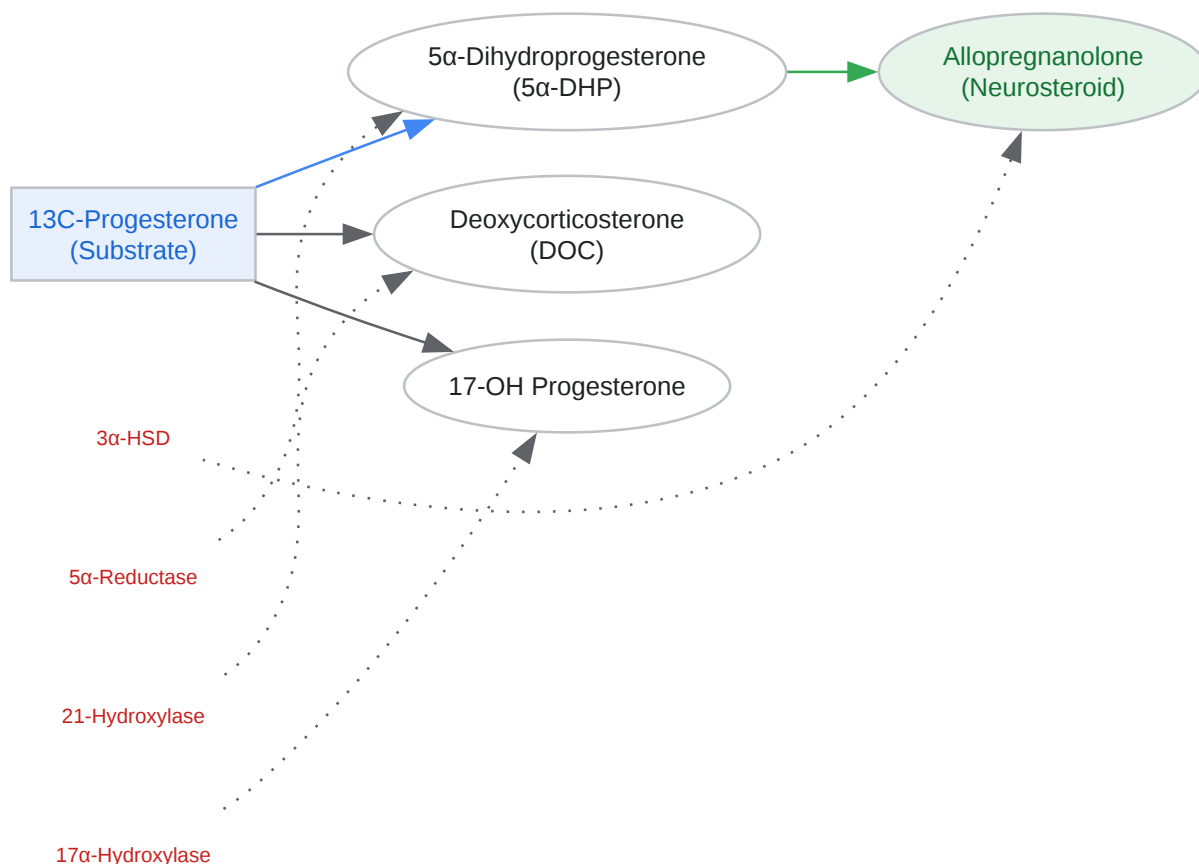 5α-Dihydroprogesterone
(5α-DHP)
Allopregnanolone
(Neurosteroid)
13C-Progesterone
(Substrate)
Deoxycorticosterone
(DOC)
17-OH Progesterone
3α-HSD
5α-Reductase
21-Hydroxylase
17α-Hydroxylase